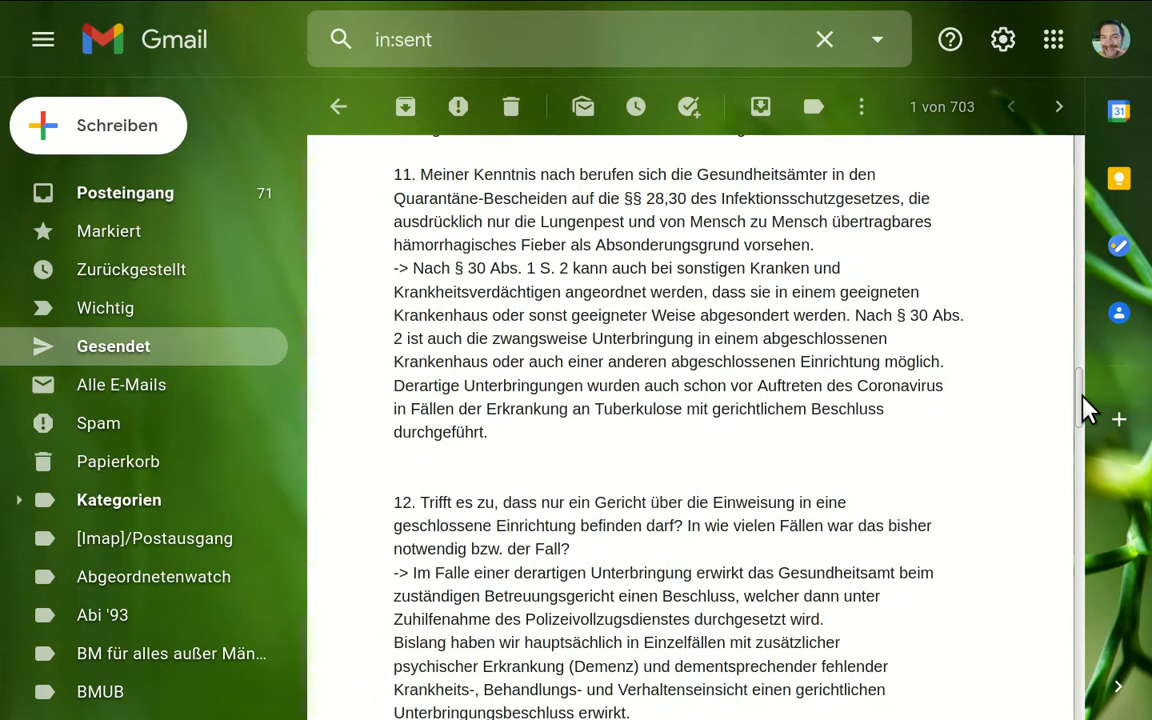 Gmail
in:sent
Schreiben
1 von 703
31
Posteingang 71
Markiert
Zurückgestellt
Wichtig
Gesendet
Alle E-Mails
Spam
Papierkorb
Kategorien
[Imap]/Postausgang
Abgeordnetenwatch
Abi '93
BM für alles außer Män...
BMUB
11. Meiner Kenntnis nach berufen sich die Gesundheitsämter in den
Quarantäne-Bescheiden auf die §§ 28,30 des Infektionsschutzgesetzes, die
ausdrücklich nur die Lungenpest und von Mensch zu Mensch übertragbares
hämorrhagisches Fieber als Absonderungsgrund vorsehen.
-> Nach § 30 Abs. 1 S. 2 kann auch bei sonstigen Kranken und
Krankheitsverdächtigen angeordnet werden, dass sie in einem geeigneten
Krankenhaus oder sonst geeigneter Weise abgesondert werden. Nach § 30 Abs.
2 ist auch die zwangsweise Unterbringung in einem abgeschlossenen
Krankenhaus oder auch einer anderen abgeschlossenen Einrichtung möglich.
Derartige Unterbringungen wurden auch schon vor Auftreten des Coronavirus
in Fällen der Erkrankung an Tuberkulose mit gerichtlichem Beschluss
durchgeführt.
12. Trifft es zu, dass nur ein Gericht über die Einweisung in eine
geschlossene Einrichtung befinden darf? In wie vielen Fällen war das bisher
notwendig bzw. der Fall?
-> Im Falle einer derartigen Unterbringung erwirkt das Gesundheitsamt beim
zuständigen Betreuungsgericht einen Beschluss, welcher dann unter
Zuhilfenahme des Polizeivollzugsdienstes durchgesetzt wird.
Bislang haben wir hauptsächlich in Einzelfällen mit zusätzlicher
psychischer Erkrankung (Demenz) und dementsprechender fehlender
Krankheits-, Behandlungs- und Verhaltenseinsicht einen gerichtlichen
Unterbringungsbeschluss erwirkt.